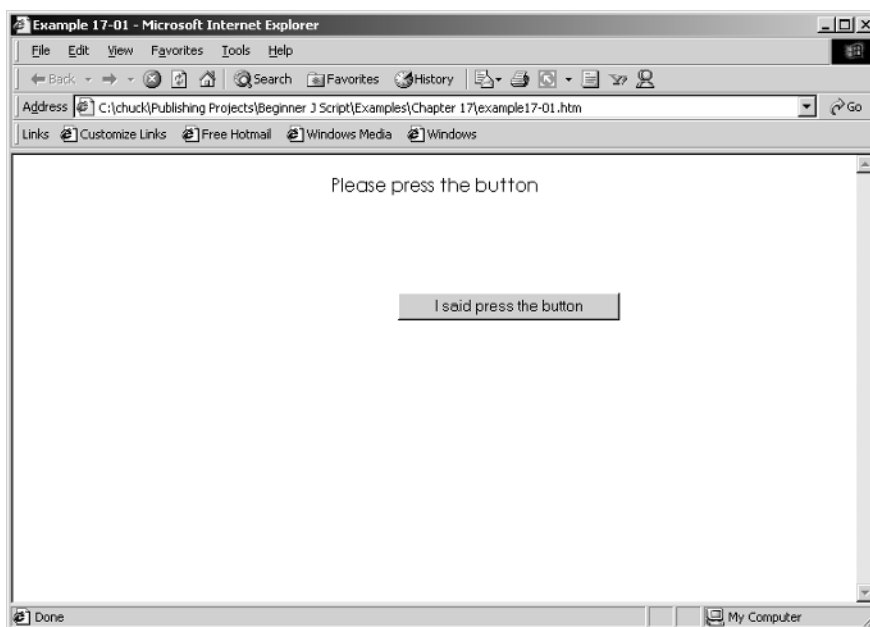 Example 17-01 - Microsoft Internet Explorer
File Edit View Favorites Tools Help
Back Search Favorites History
Address C:\chuck\Publishing Projects\Beginner J Script\Examples\Chapter 17\example17-01.htm Go
Links Customize Links Free Hotmail Windows Media Windows
Please press the button
I said press the button
Done My Computer